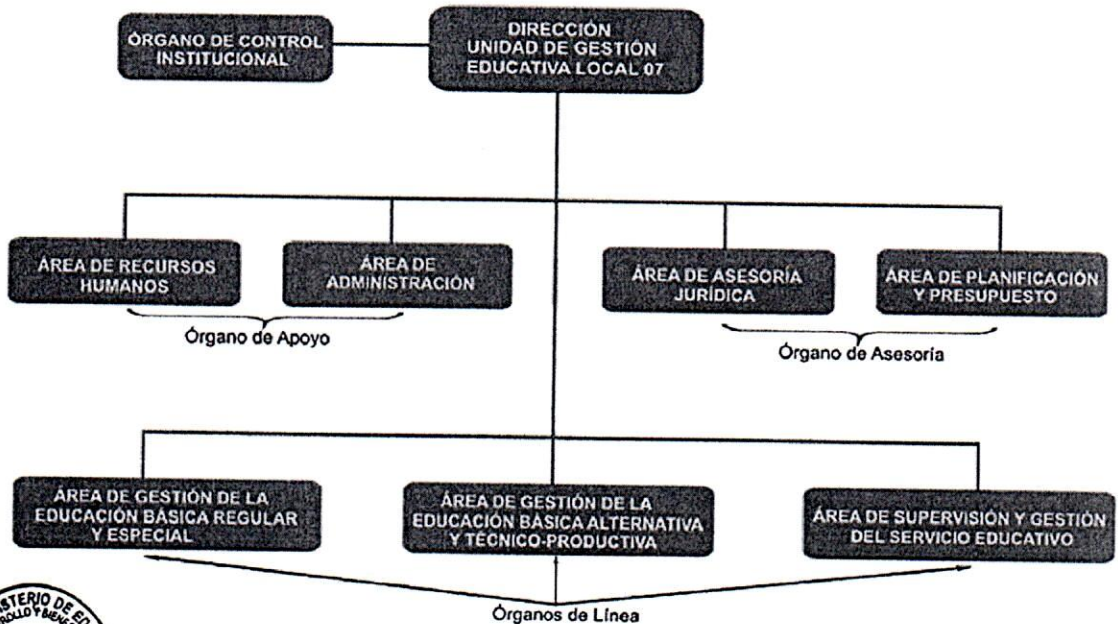 ÓRGANO DE CONTROL
INSTITUCIONAL
DIRECCIÓN
UNIDAD DE GESTIÓN
EDUCATIVA LOCAL 07
ÁREA DE RECURSOS
HUMANOS
ÁREA DE
ADMINISTRACIÓN
ÁREA DE ASESORÍA
JURÍDICA
ÁREA DE PLANIFICACIÓN
Y PRESUPUESTO
Órgano de Apoyo
Órgano de Asesoría
ÁREA DE GESTIÓN DE LA
EDUCACIÓN BÁSICA REGULAR
Y ESPECIAL
ÁREA DE GESTIÓN DE LA
EDUCACIÓN BÁSICA ALTERNATIVA
Y TÉCNICO-PRODUCTIVA
ÁREA DE SUPERVISIÓN Y GESTIÓN
DEL SERVICIO EDUCATIVO
Órganos de Línea